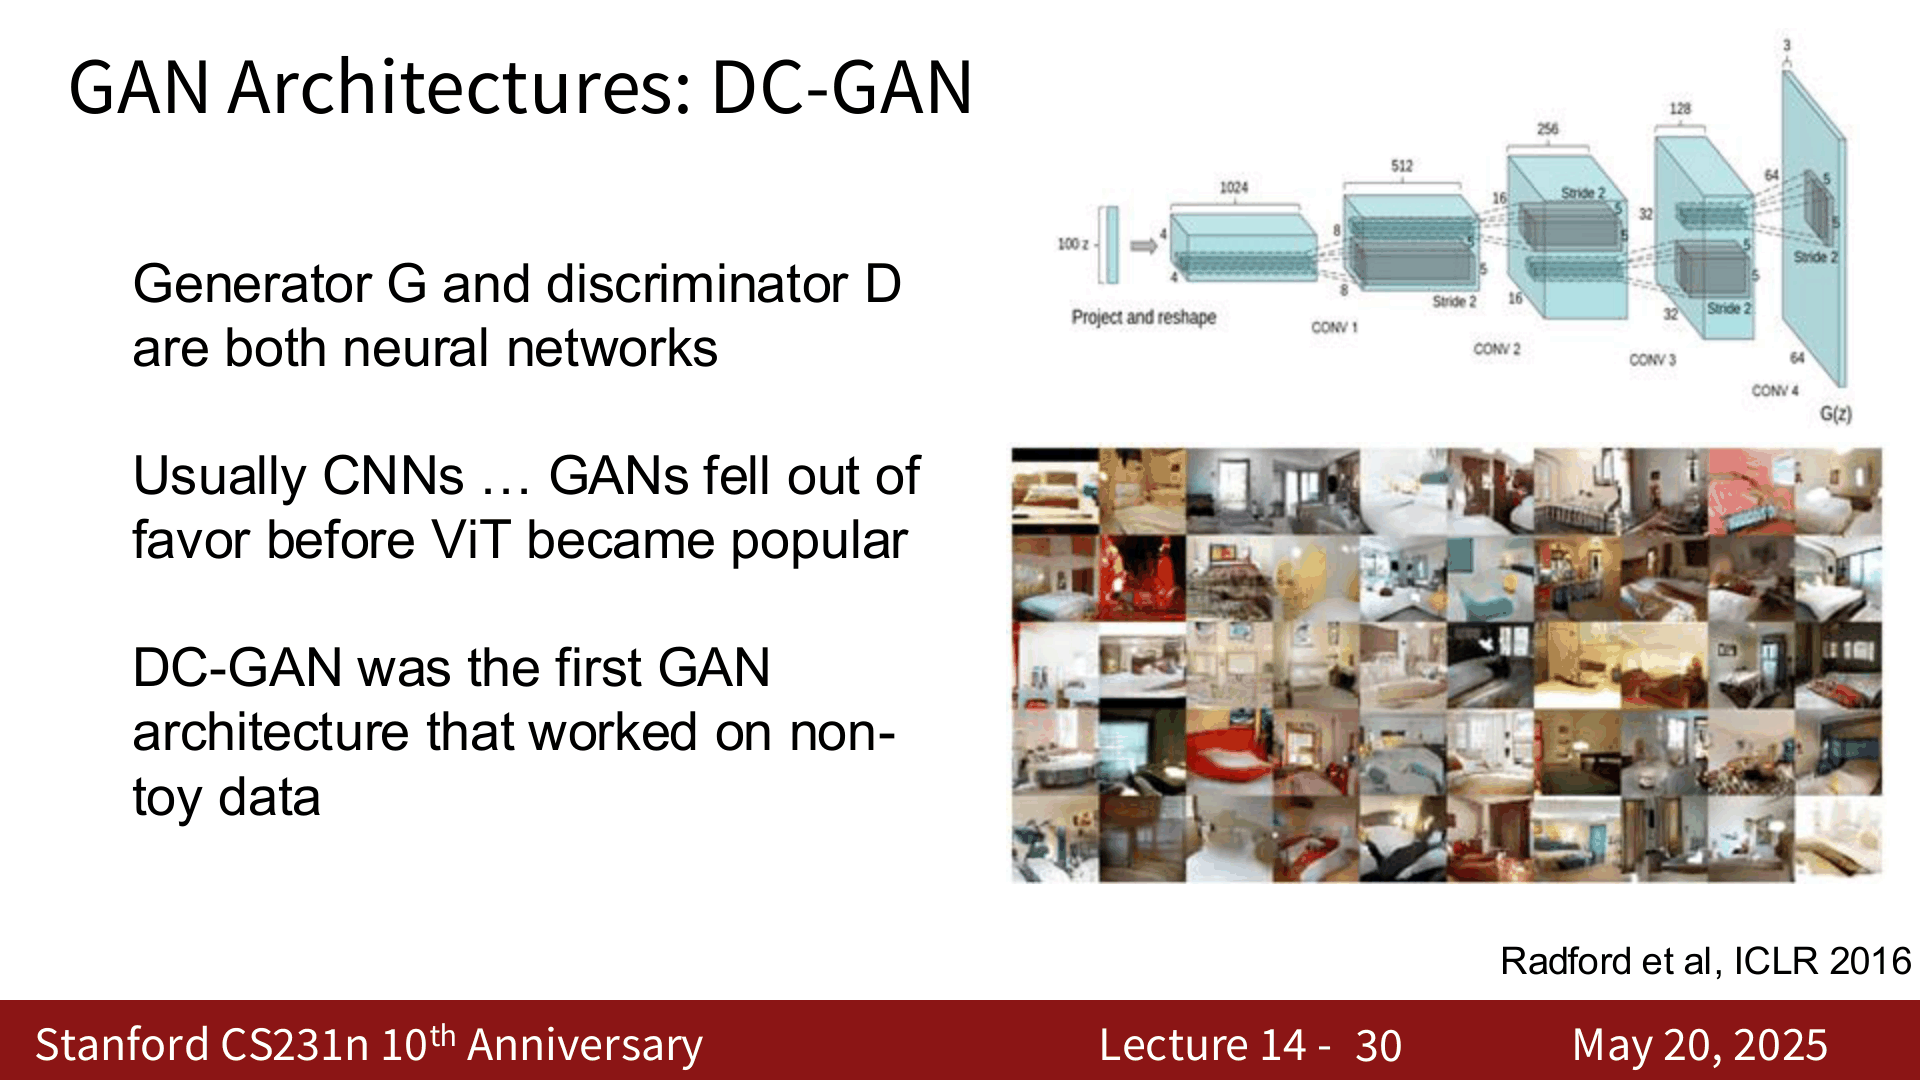 GAN Architectures: DC-GAN
Generator G and discriminator D
are both neural networks
Usually CNNs … GANs fell out of
favor before ViT became popular
DC-GAN was the first GAN
architecture that worked on non-
toy data
100 z
Project and reshape
1024
4
4
512
8
8
5
5
Stride 2
CONV 1
256
16
16
Stride 2
5
5
CONV 2
128
32
32
5
5
Stride 2
CONV 3
3
64
64
5
5
Stride 2
CONV 4
G(z)
Radford et al, ICLR 2016
Stanford CS231n 10th Anniversary
Lecture 14 - 30
May 20, 2025